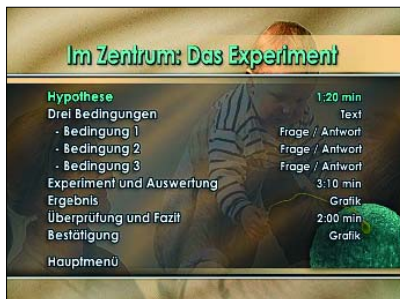 Im Zentrum: Das Experiment
Hypothese 1:20 min
Drei Bedingungen Text
- Bedingung 1 Frage / Antwort
- Bedingung 2 Frage / Antwort
- Bedingung 3 Frage / Antwort
Experiment und Auswertung 3:10 min
Ergebnis Grafik
Überprüfung und Fazit 2:00 min
Bestätigung Grafik
Hauptmenü